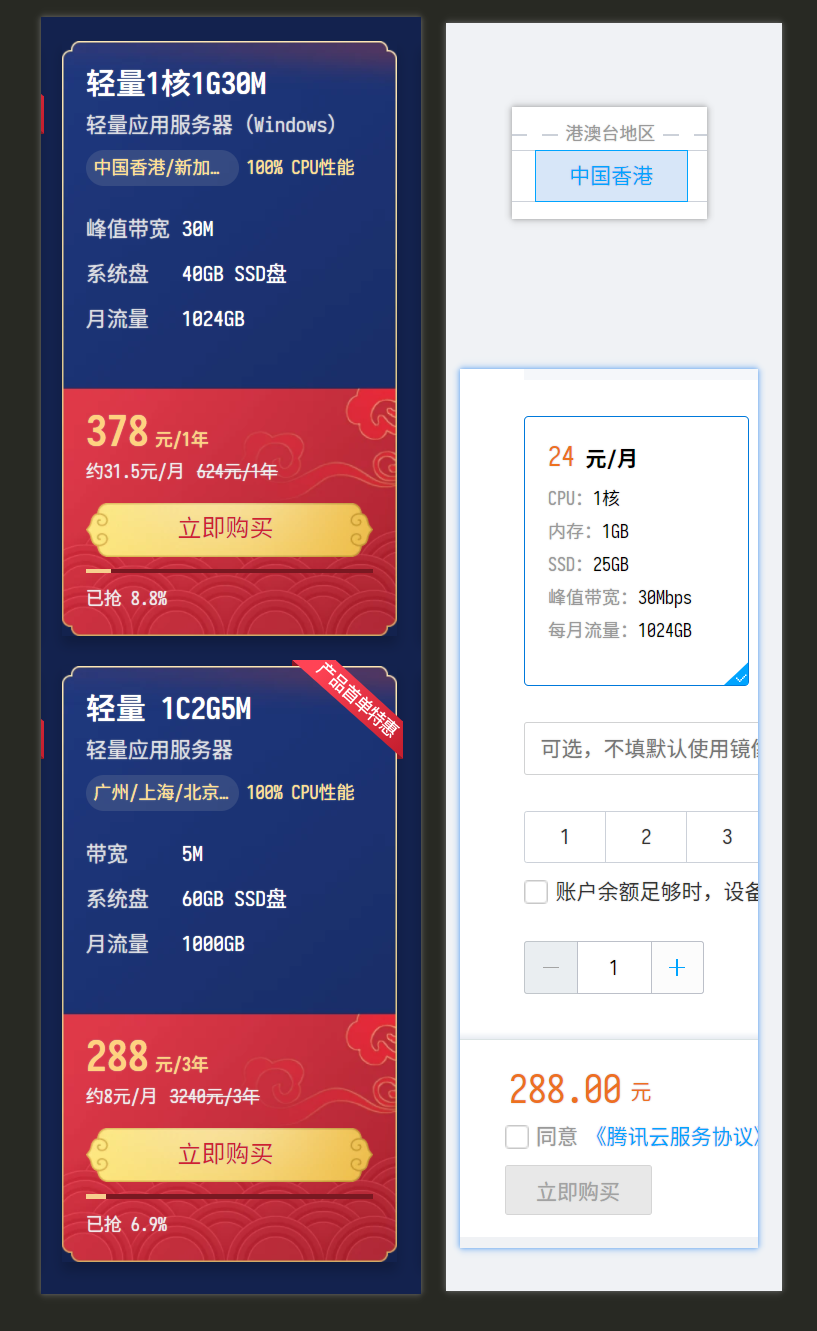 轻量1核1G30M
轻量应用服务器（Windows）
中国香港/新加… 100% CPU性能
峰值带宽 30M
系统盘 40GB SSD盘
月流量 1024GB
378 元/1年
约31.5元/月 624元/1年
立即购买
已抢 8.8%
产品首单特惠
轻量 1C2G5M
轻量应用服务器
广州/上海/北京… 100% CPU性能
带宽 5M
系统盘 60GB SSD盘
月流量 1000GB
288 元/3年
约8元/月 3240元/3年
立即购买
已抢 6.9%
港澳台地区
中国香港
24 元/月
CPU: 1核
内存: 1GB
SSD: 25GB
峰值带宽: 30Mbps
每月流量: 1024GB
可选，不填默认使用镜像
1 2 3
账户余额足够时，设备
1
288.00 元
同意 《腾讯云服务协议》
立即购买